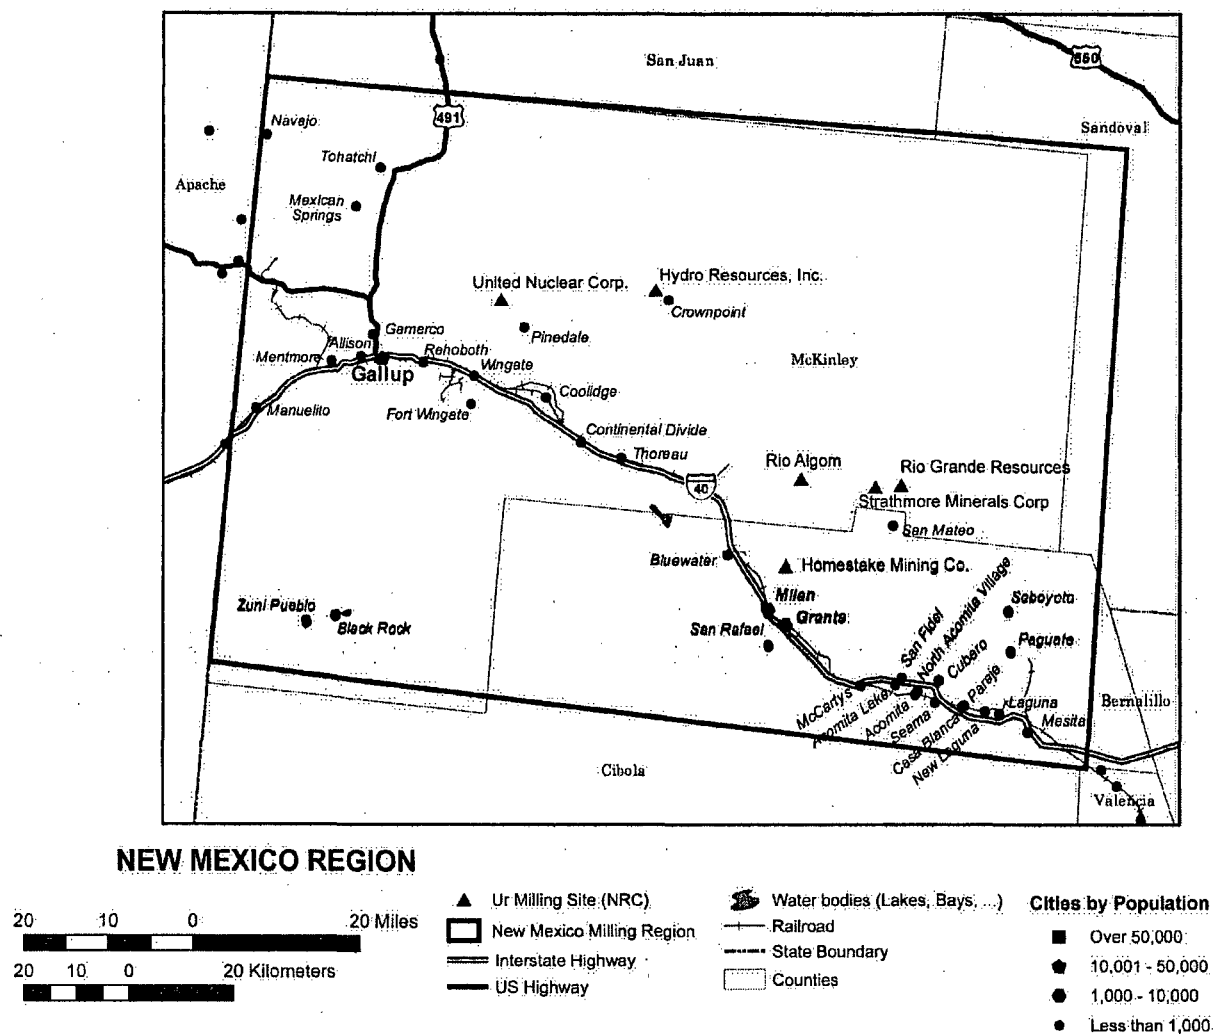 San Juan
550
491
Sandoval
Navajo
Tohatchi
Apache
Mexican
Springs
United Nuclear Corp.
Hydro Resources, Inc.
Crownpoint
Pinedale
Gamerco
Allison
Mentmore
Rehoboth
McKinley
Gallup
Wingate
Coolidge
Manuelito
Fort Wingate
Continental Divide
Thoreau
Rio Algom
Rio Grande Resources
40
Strathmore Minerals Corp
San Mateo
Bluewater
Homestake Mining Co.
Milan
Grants
Zuni Pueblo
Black Rock
San Rafael
San Fidel
North Acomita Village
Cubero
Seboyeta
Paguate
Paraje
Laguna
Mesita
Bernalillo
McCartys
Acomita Lake
Acomita
Seama
Casa Blanca
New Laguna
Cibola
Valencia
NEW MEXICO REGION
20 10 0 20 Miles
20 10 0 20 Kilometers
Ur Milling Site (NRC)
New Mexico Milling Region
Interstate Highway
US Highway
Water bodies (Lakes, Bays, ...)
Railroad
State Boundary
Counties
Cities by Population
Over 50,000
10,001 - 50,000
1,000 - 10,000
Less than 1,000